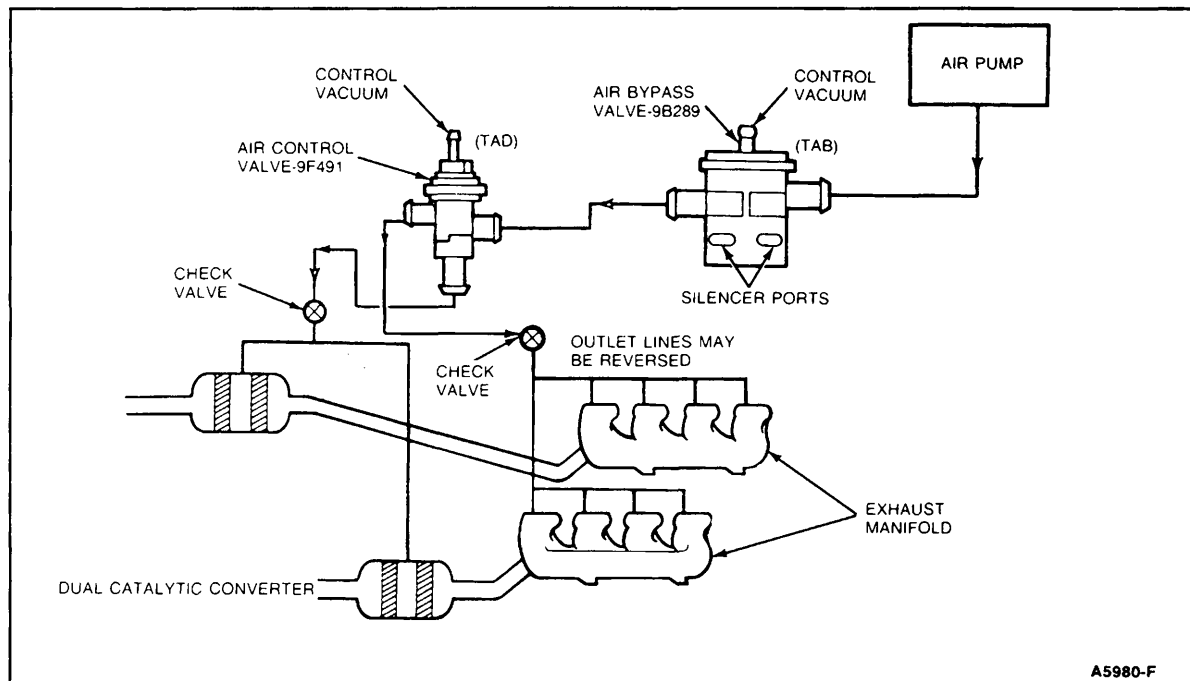 AIR PUMP
CONTROL
VACUUM
AIR BYPASS
VALVE-9B289
CONTROL
VACUUM
(TAD)
(TAB)
AIR CONTROL
VALVE-9F491
SILENCER PORTS
CHECK
VALVE
CHECK
VALVE
OUTLET LINES MAY
BE REVERSED
EXHAUST
MANIFOLD
DUAL CATALYTIC CONVERTER
A5980-F